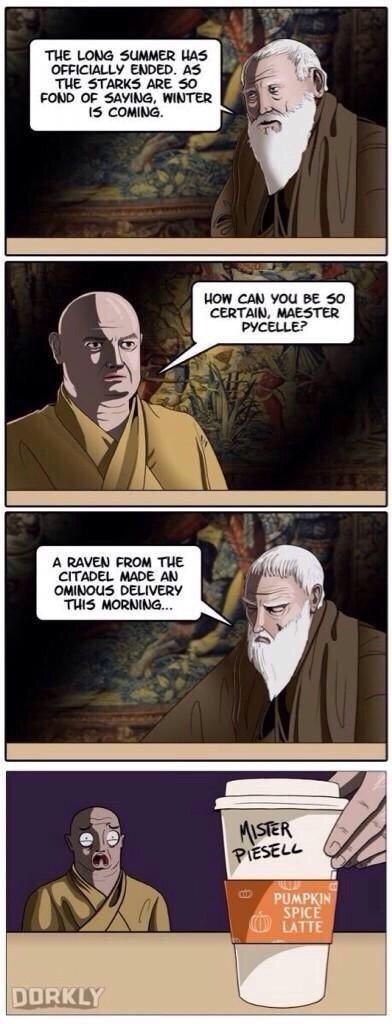 THE LONG SUMMER HAS
OFFICIALLY ENDED. AS
THE STARKS ARE SO
FOND OF SAYING, WINTER
IS COMING.
HOW CAN YOU BE SO
CERTAIN, MAESTER
PYCELLE?
A RAVEN FROM THE
CITADEL MADE AN
OMINOUS DELIVERY
THIS MORNING...
MISTER
PIESELL
PUMPKIN
SPICE
LATTE
DORKLY